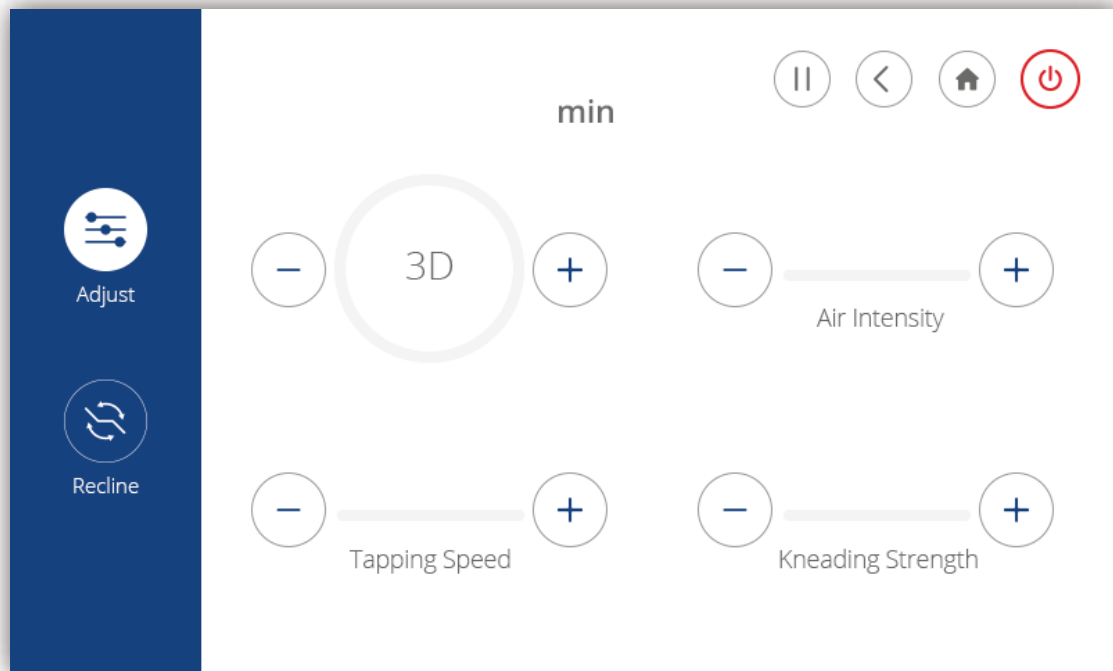 min
Adjust
3D
Air Intensity
Recline
Tapping Speed
Kneading Strength